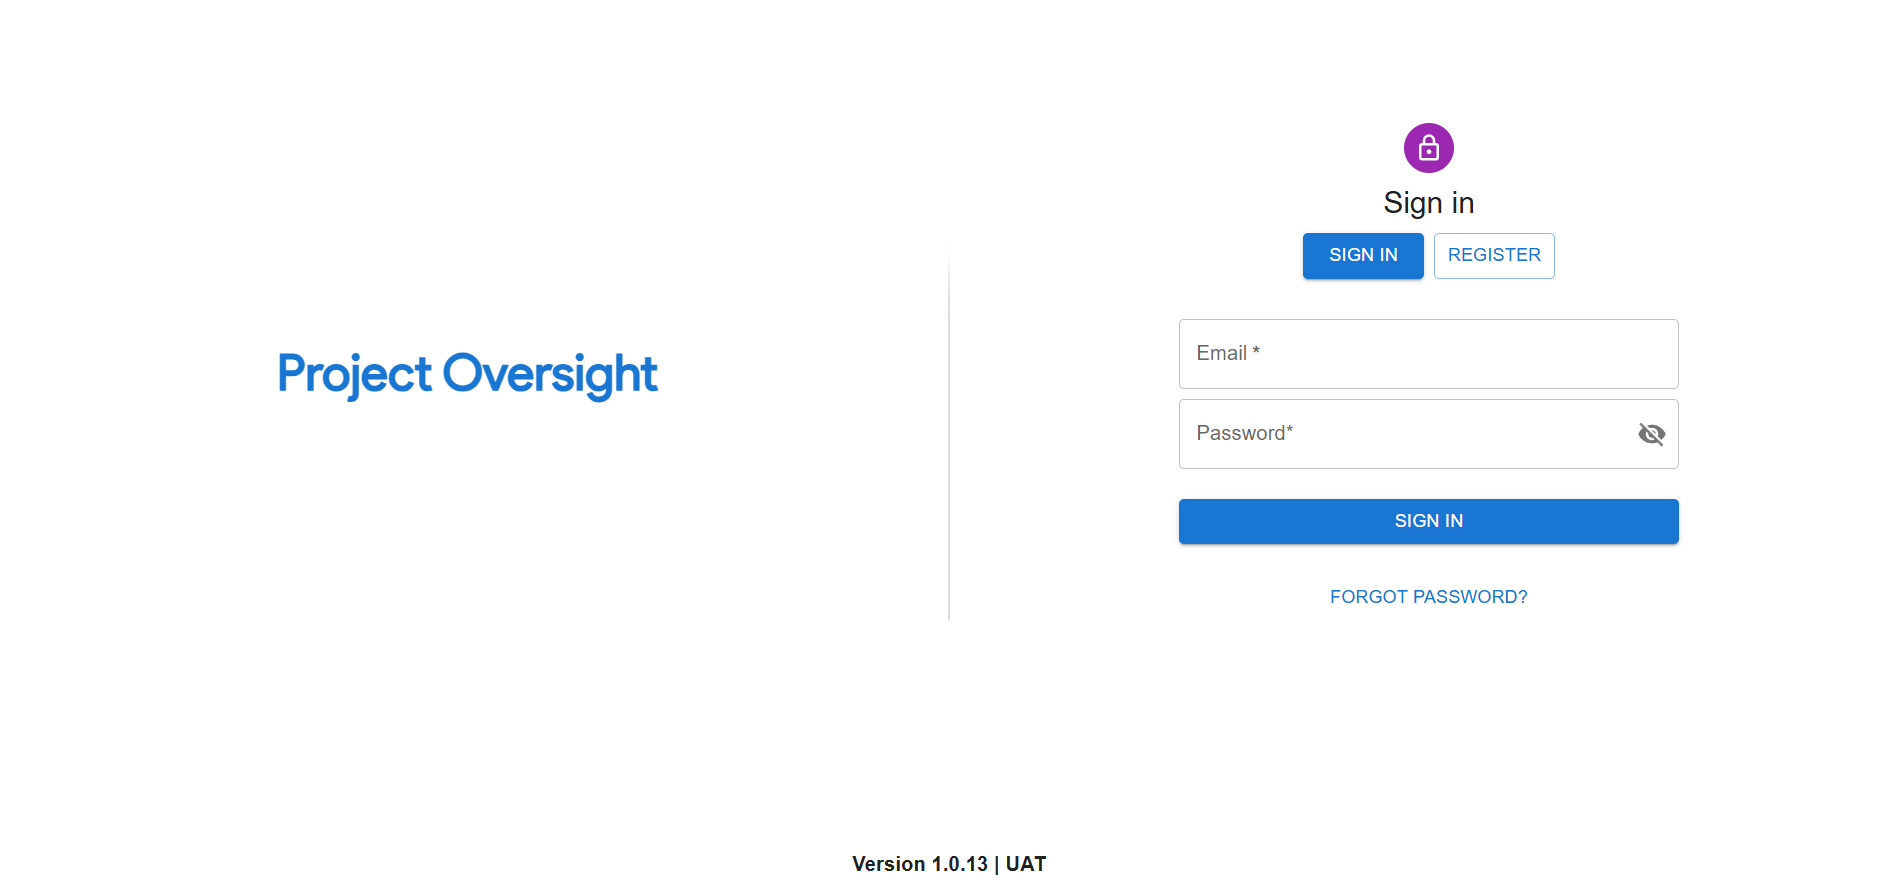 Project Oversight
Sign in
SIGN IN
REGISTER
Email *
Password*
SIGN IN
FORGOT PASSWORD?
Version 1.0.13 | UAT